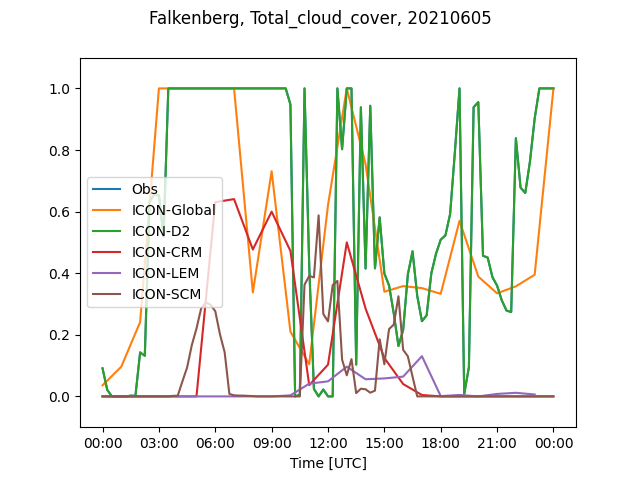 Falkenberg, Total_cloud_cover, 20210605
1.0
0.8
0.6
0.4
0.2
0.0
Obs
ICON-Global
ICON-D2
ICON-CRM
ICON-LEM
ICON-SCM
00:00 03:00 06:00 09:00 12:00 15:00 18:00 21:00 00:00
Time [UTC]